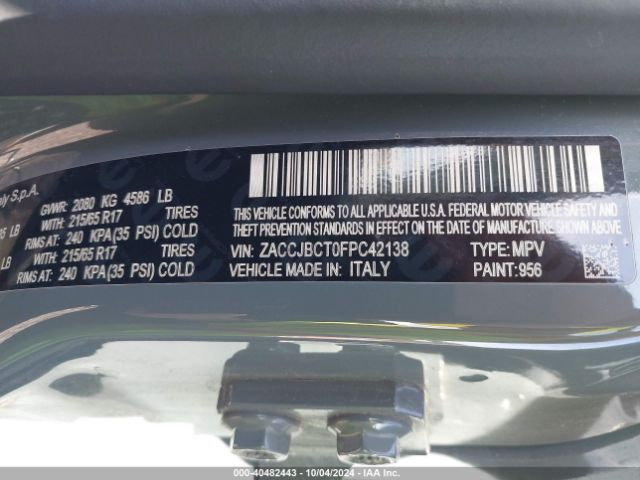 aly S.p.A.
GVWR: 2080 KG 4586 LB
WITH: 215/65 R17 TIRES
RIMS AT: 240 KPA(35 PSI) COLD
LB
WITH: 215/65 R17 TIRES
LB
RIMS AT: 240 KPA(35 PSI) COLD
THIS VEHICLE CONFORMS TO ALL APPLICABLE U.S.A. FEDERAL MOTOR VEHICLE SAFETY AND
THEFT PREVENTION STANDARDS IN EFFECT ON THE DATE OF MANUFACTURE SHOWN ABOVE.
VIN: ZACCJBCT0FPC42138 TYPE: MPV
VEHICLE MADE IN: ITALY PAINT: 956
000-40482443 - 10/04/2024 - IAA Inc.